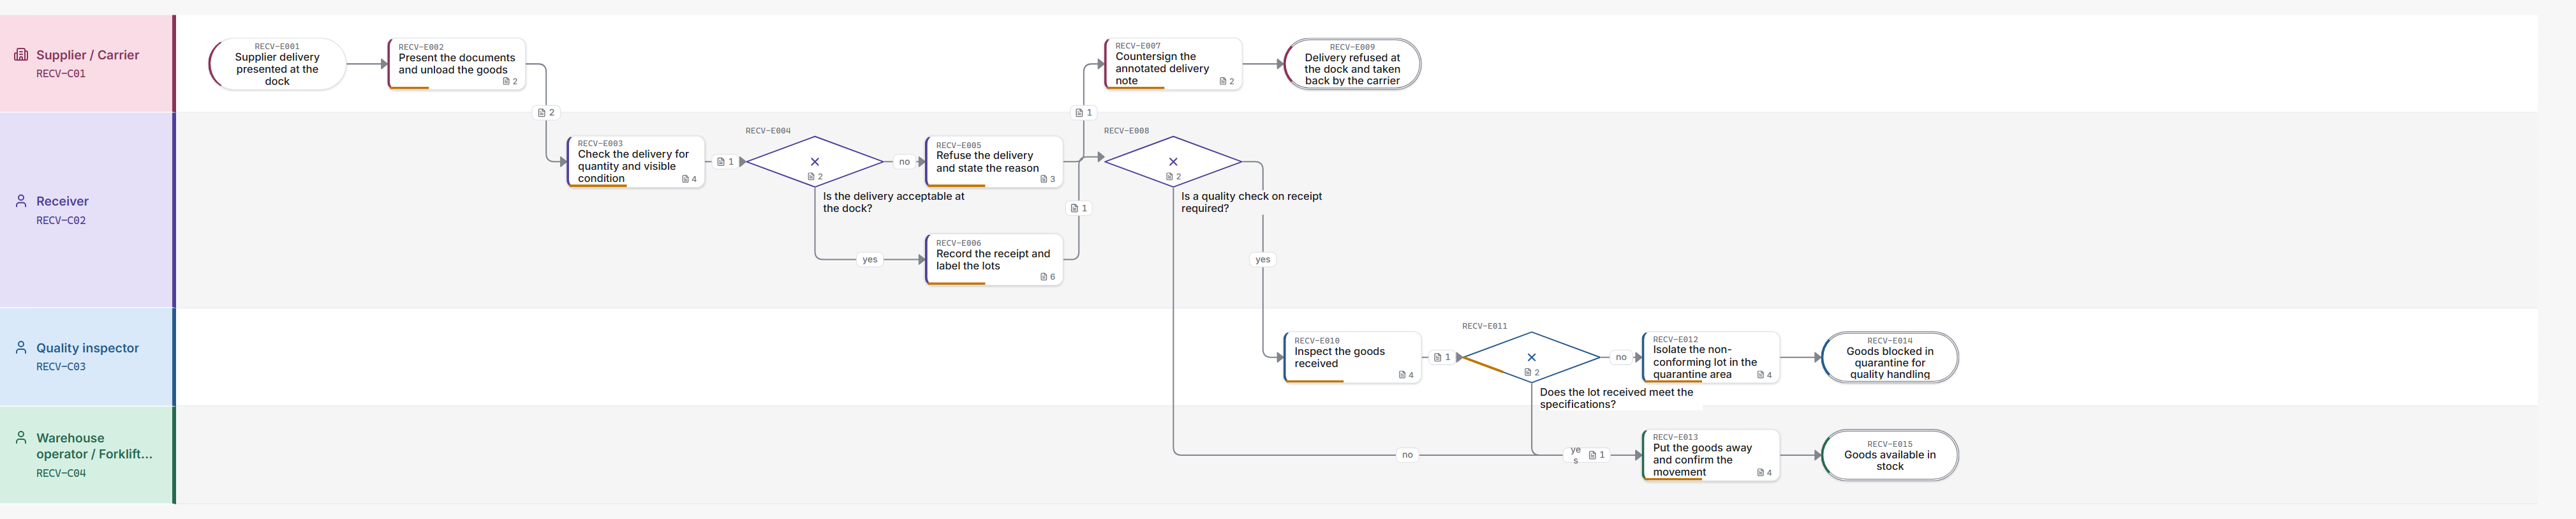 Supplier / Carrier
RECV-C01
RECV-E001
Supplier delivery
presented at the
dock
RECV-E002
Present the documents
and unload the goods
2
RECV-E007
Countersign the
annotated delivery
note
2
RECV-E009
Delivery refused at
the dock and taken
back by the carrier
2
1
Receiver
RECV-C02
RECV-E003
Check the delivery for
quantity and visible
condition
4
1
RECV-E004
2
Is the delivery acceptable at
the dock?
no
RECV-E005
Refuse the delivery
and state the reason
3
RECV-E008
2
Is a quality check on receipt
required?
1
yes
RECV-E006
Record the receipt and
label the lots
6
yes
Quality inspector
RECV-C03
RECV-E010
Inspect the goods
received
4
1
RECV-E011
2
Does the lot received meet the
specifications?
no
RECV-E012
Isolate the non-
conforming lot in the
quarantine area
4
RECV-E014
Goods blocked in
quarantine for
quality handling
Warehouse
operator / Forklift...
RECV-C04
no
ye
s
1
RECV-E013
Put the goods away
and confirm the
movement
4
RECV-E015
Goods available in
stock